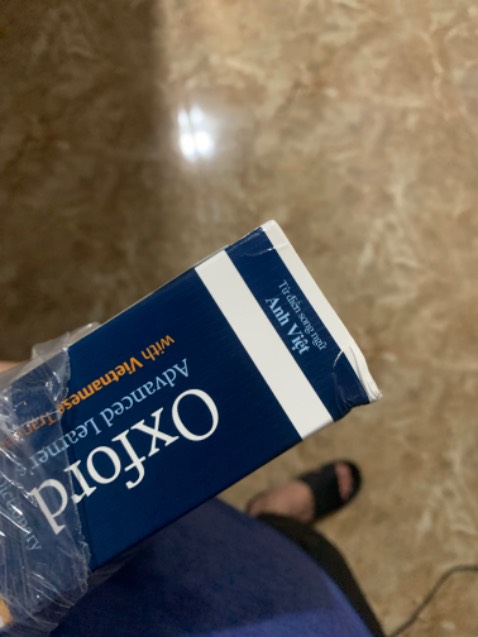 Từ điển song ngữ
Anh Việt
Oxford
Advanced Learner's
with Vietnamese